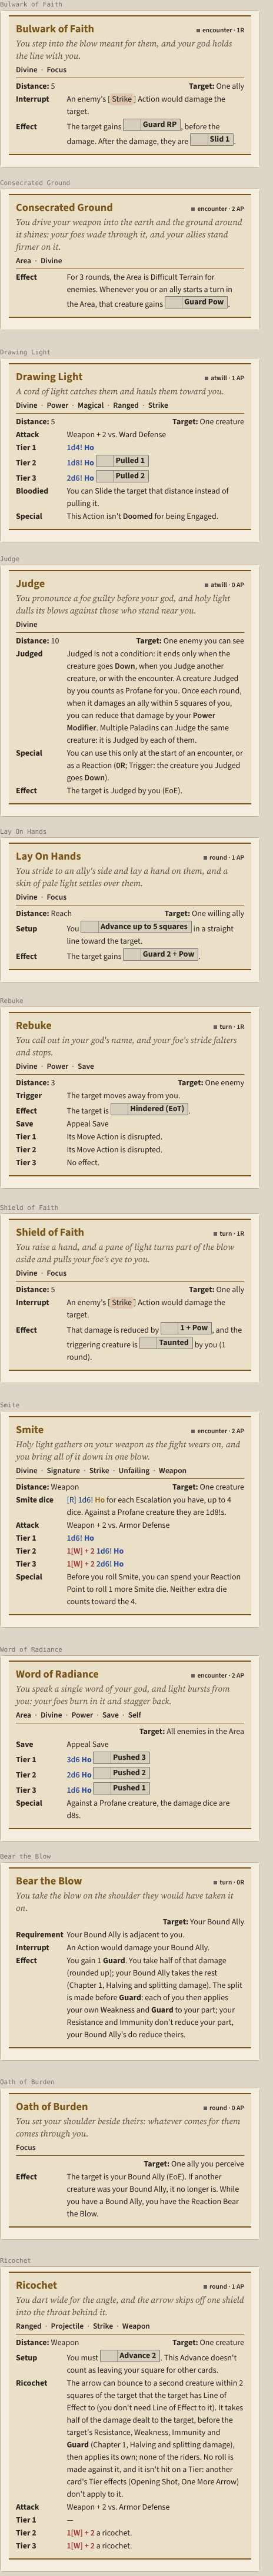 Bulwark of Faith
Bulwark of Faith
■ encounter · 1R
You step into the blow meant for them, and your god holds
the line with you.
Divine · Focus
Distance: 5
Target: One ally
Interrupt An enemy's [Strike] Action would damage the
target.
Effect The target gains Guard RP, before the
damage. After the damage, they are Slid 1.
Consecrated Ground
Consecrated Ground
■ encounter · 2 AP
You drive your weapon into the earth and the ground around
it shines; your foes wade through it, and your allies stand
firmer on it.
Area · Divine
Effect For 3 rounds, the Area is Difficult Terrain for
enemies. Whenever you or an ally starts a turn in
the Area, that creature gains Guard Pow.
Drawing Light
Drawing Light
■ atwill · 1 AP
A cord of light catches them and hauls them toward you.
Divine · Power · Magical · Ranged · Strike
Distance: 5
Target: One creature
Attack Weapon + 2 vs. Ward Defense
Tier 1 1d4! Ho
Tier 2 1d8! Ho Pulled 1
Tier 3 2d6! Ho Pulled 2
Bloodied You can Slide the target that distance instead of
pulling it.
Special This Action isn't Doomed for being Engaged.
Judge
Judge
■ atwill · 0 AP
You pronounce a foe guilty before your god, and holy light
dulls its blows against those who stand near you.
Divine
Distance: 10
Target: One enemy you can see
Judged Judged is not a condition: it ends only when the
creature goes Down, when you Judge another
creature, or with the encounter. A creature Judged
by you counts as Profane for you. Once each round,
when it damages an ally within 5 squares of you,
you can reduce that damage by your Power
Modifier. Multiple Paladins can Judge the same
creature: it is Judged by each of them.
Special You can use this only at the start of an encounter, or
as a Reaction (0R; Trigger: the creature you Judged
goes Down).
Effect The target is Judged by you (EoE).
Lay On Hands
Lay On Hands
■ round · 1 AP
You stride to an ally's side and lay a hand on them, and a
skin of pale light settles over them.
Divine · Focus
Distance: Reach
Target: One willing ally
Setup You Advance up to 5 squares in a straight
line toward the target.
Effect The target gains Guard 2 + Pow.
Rebuke
Rebuke
■ turn · 1R
You call out in your god's name, and your foe's stride falters
and stops.
Divine · Power · Save
Distance: 3
Target: One enemy
Trigger The target moves away from you.
Effect The target is Hindered (EoT).
Save Appeal Save
Tier 1 Its Move Action is disrupted.
Tier 2 Its Move Action is disrupted.
Tier 3 No effect.
Shield of Faith
Shield of Faith
■ turn · 1R
You raise a hand, and a pane of light turns part of the blow
aside and pulls your foe's eye to you.
Divine · Focus
Distance: 5
Target: One ally
Interrupt An enemy's [Strike] Action would damage the
target.
Effect That damage is reduced by 1 + Pow, and the
triggering creature is Taunted by you (1
round).
Smite
Smite
■ encounter · 2 AP
Holy light gathers on your weapon as the fight wears on, and
you bring all of it down in one blow.
Divine · Signature · Strike · Unfailing · Weapon
Distance: Weapon
Target: One creature
Smite dice [R] 1d6! Ho for each Escalation you have, up to 4
dice. Against a Profane creature they are 1d8!s.
Attack Weapon + 2 vs. Armor Defense
Tier 1 1d6! Ho
Tier 2 1[W] + 2 1d6! Ho
Tier 3 1[W] + 2 2d6! Ho
Special Before you roll Smite, you can spend your Reaction
Point to roll 1 more Smite die. Neither extra die
counts toward the 4.
Word of Radiance
Word of Radiance
■ encounter · 2 AP
You speak a single word of your god, and light bursts from
you: your foes burn in it and stagger back.
Area · Divine · Power · Save · Self
Target: All enemies in the Area
Save Appeal Save
Tier 1 3d6 Ho Pushed 3
Tier 2 2d6 Ho Pushed 2
Tier 3 1d6 Ho Pushed 1
Special Against a Profane creature, the damage dice are
d8s.
Bear the Blow
Bear the Blow
■ turn · 0R
You take the blow on the shoulder they would have taken it
on.
Target: Your Bound Ally
Requirement Your Bound Ally is adjacent to you.
Interrupt An Action would damage your Bound Ally.
Effect You gain 1 Guard. You take half of that damage
(rounded up); your Bound Ally takes the rest
(Chapter 1, Halving and splitting damage). The split
is made before Guard: each of you then applies
your own Weakness and Guard to your part; your
Resistance and Immunity don't reduce your part,
your Bound Ally's do reduce theirs.
Oath of Burden
Oath of Burden
■ round · 0 AP
You set your shoulder beside theirs: whatever comes for them
comes through you.
Focus
Target: One ally you perceive
Effect The target is your Bound Ally (EoE). If another
creature was your Bound Ally, it no longer is. While
you have a Bound Ally, you have the Reaction Bear
the Blow.
Ricochet
Ricochet
■ round · 1 AP
You dart wide for the angle, and the arrow skips off one shield
into the throat behind it.
Ranged · Projectile · Strike · Weapon
Distance: Weapon
Target: One creature
Setup You must Advance 2. This Advance doesn't
count as leaving your square for other cards.
Ricochet The arrow can bounce to a second creature within 2
squares of the target that the target has Line of
Effect to (you don't need Line of Effect to it). It takes
half of the damage dealt to the target, before the
target's Resistance, Weakness, Immunity and
Guard (Chapter 1, Halving and splitting damage),
then applies its own; none of the riders. No roll is
made against it, and it isn't hit on a Tier: another
card's Tier effects (Opening Shot, One More Arrow)
don't apply to it.
Attack Weapon + 2 vs. Armor Defense
Tier 1 —
Tier 2 1[W] + 2 a ricochet.
Tier 3 1[W] + 2 a ricochet.